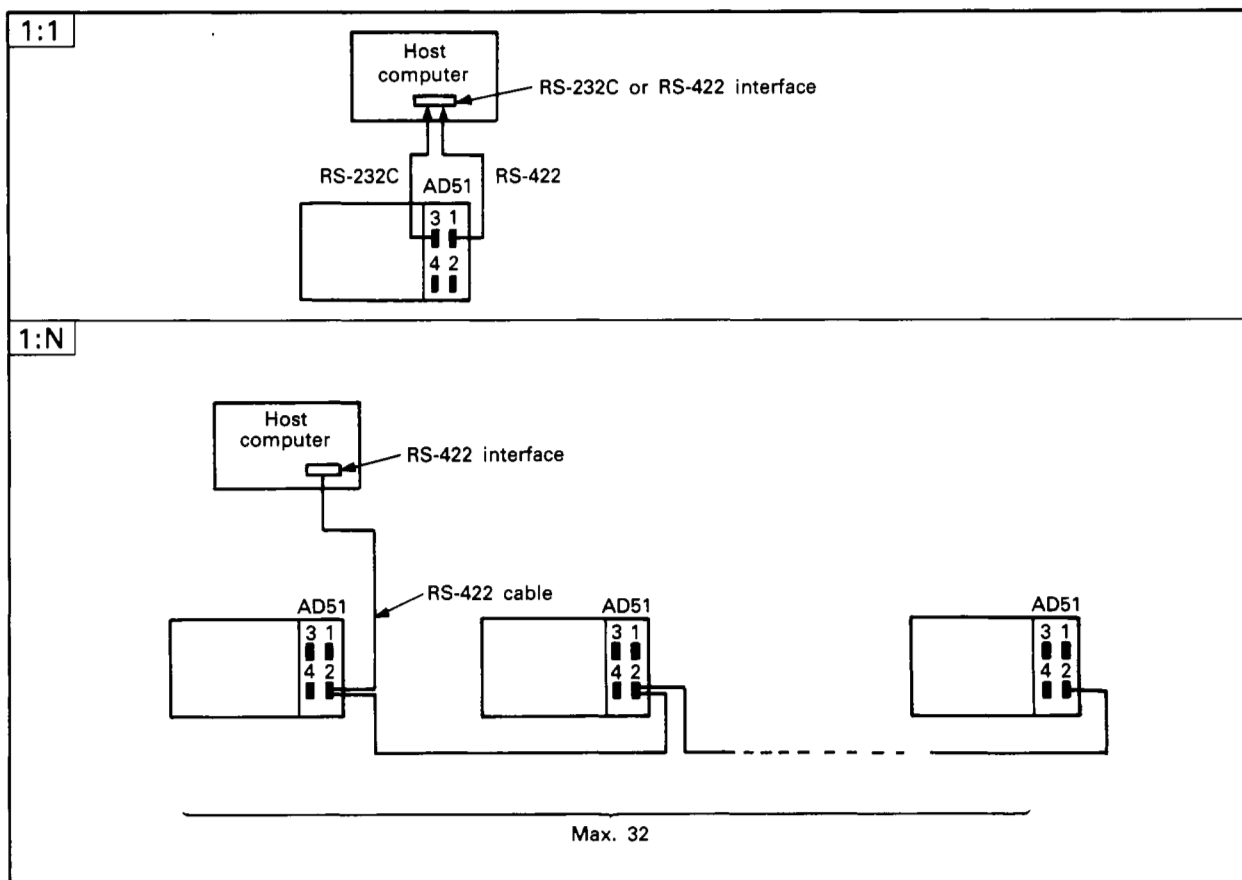 1:1
Host
computer
RS-232C or RS-422 interface
RS-232C
RS-422
AD51
3 1
4 2
1:N
Host
computer
RS-422 interface
RS-422 cable
AD51
3 1
4 2
AD51
3 1
4 2
AD51
3 1
4 2
Max. 32